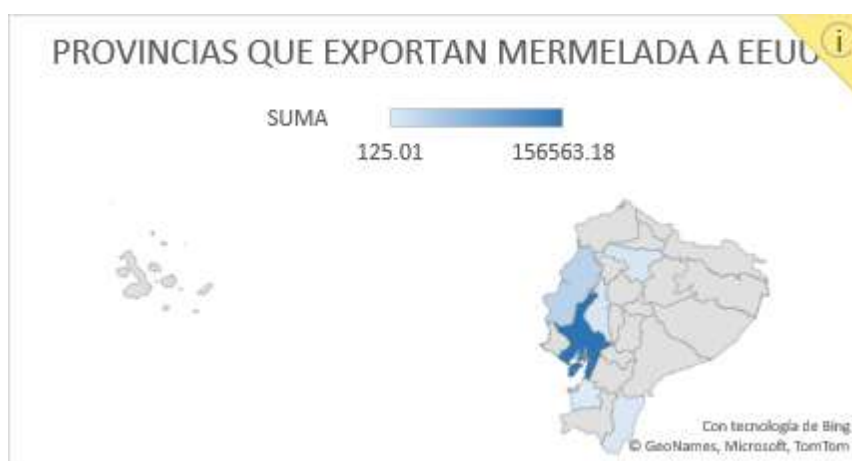 PROVINCIAS QUE EXPORTAN MERMELADA A EEUU
i
SUMA
125.01 156563.18
Con tecnología de Bing
© GeoNames, Microsoft, TomTom